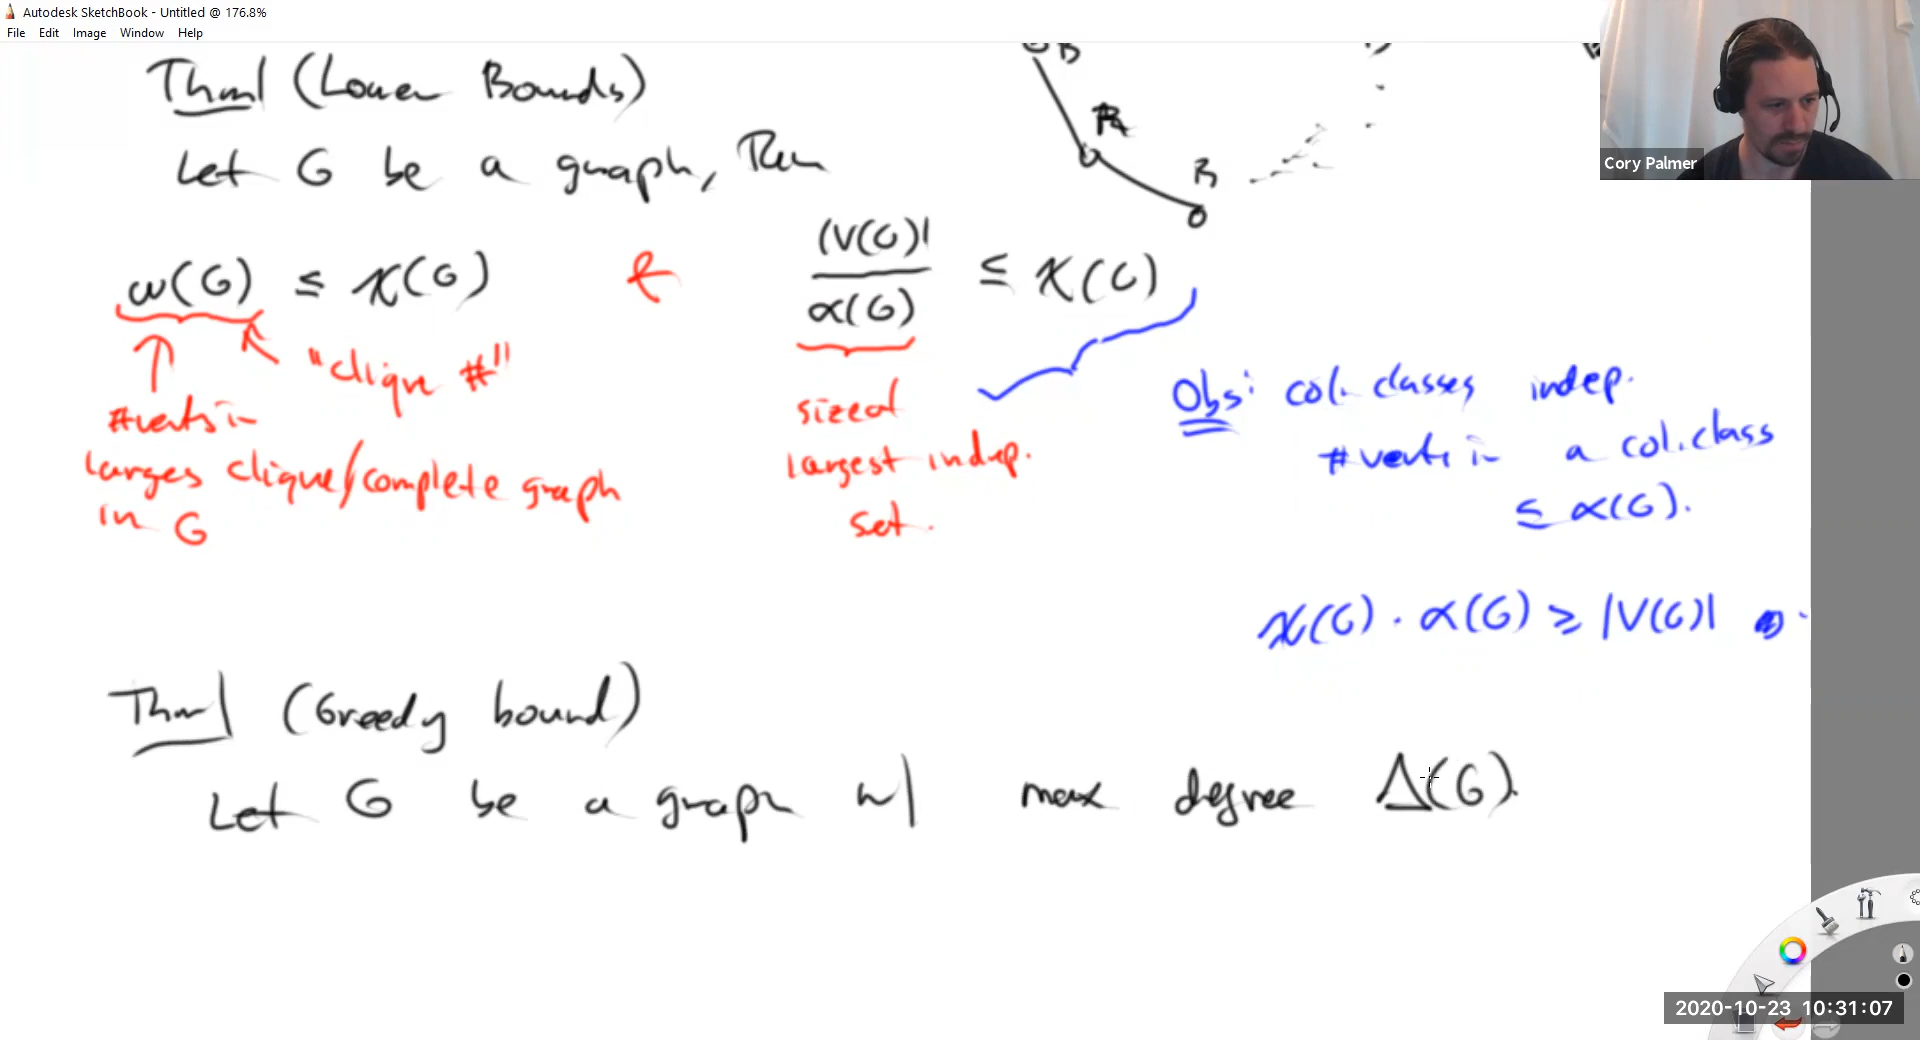 Autodesk SketchBook - Untitled @ 176.8%
File Edit Image Window Help
Thm (Lower Bounds)
Let G be a graph, Then
B
R
B
Cory Palmer
ω(G) ≤ χ(G) & |V(G)| / α(G) ≤ χ(G)
"clique #"
#verts in
larges clique/complete graph
in G
size of
largest indep.
set.
Obs: col. classes indep.
#verts in a col. class
≤ α(G).
χ(G) · α(G) ≥ |V(G)|
Thm (Greedy bound)
Let G be a graph w/ max degree Δ(G).
2020-10-23 10:31:07